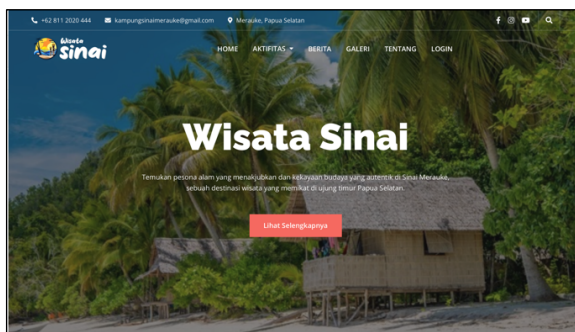 +62 811 2020 444 kampungsinaimerauke@gmail.com Merauke, Papua Selatan
Wisata
sinai
HOME AKTIFITAS BERITA GALERI TENTANG LOGIN
Wisata Sinai
Temukan pesona alam yang menakjubkan dan kekayaan budaya yang autentik di Sinai Merauke,
sebuah destinasi wisata yang memikat di ujung timur Papua Selatan.
Lihat Selengkapnya